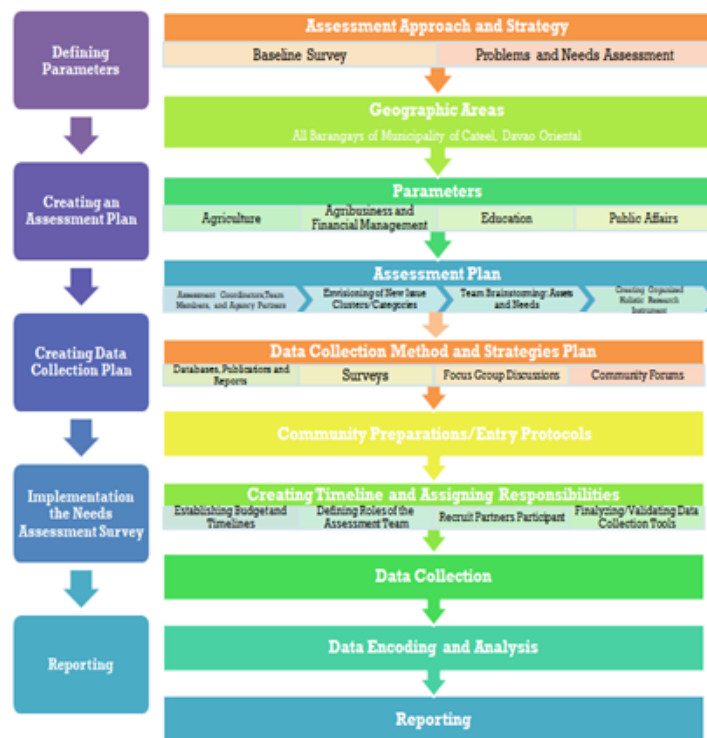 Defining
Parameters
Creating an
Assessment Plan
Creating Data
Collection Plan
Implementation
the Needs
Assessment Survey
Reporting
Assessment Approach and Strategy
Baseline Survey
Problems and Needs Assessment
Geographic Areas
All Barangays of Municipality of Cateel, Davao Oriental
Parameters
Agriculture
Agribusiness and
Financial Management
Education
Public Affairs
Assessment Plan
Assessment Coordinators,Team
Members, and Agency Partners
Envisioning of New Issue
Clusters/Categories
Team Brainstorming: Assets
and Needs
Creating Organized
Holistic Research
Instrument
Data Collection Method and Strategies Plan
Databases, Publications and
Reports
Surveys
Focus Group Discussions
Community Forums
Community Preparations/Entry Protocols
Creating Timeline and Assigning Responsibilities
Establishing Budget and
Timelines
Defining Roles of the
Assessment Team
Recruit Partners Participant
Finalyzing/Validating Data
Collection Tools
Data Collection
Data Encoding and Analysis
Reporting